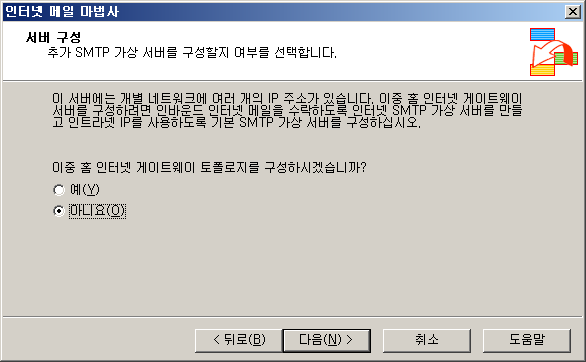 인터넷 메일 마법사
서버 구성
추가 SMTP 가상 서버를 구성할지 여부를 선택합니다.
이 서버에는 개별 네트워크에 여러 개의 IP 주소가 있습니다. 이중 홈 인터넷 게이트웨이
서버를 구성하려면 인바운드 인터넷 메일을 수락하도록 인터넷 SMTP 가상 서버를 만들
고 인트라넷 IP를 사용하도록 기본 SMTP 가상 서버를 구성하십시오.
이중 홈 인터넷 게이트웨이 토폴로지를 구성하시겠습니까?
예(Y)
아니요(O)
< 뒤로(B)
다음(N) >
취소
도움말